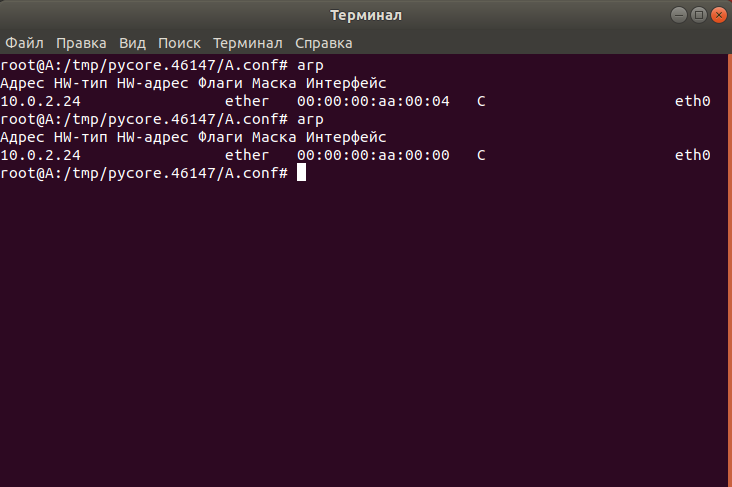 Терминал
Файл Правка Вид Поиск Терминал Справка
root@A:/tmp/pycore.46147/A.conf# arp
Адрес HW-тип HW-адрес Флаги Маска Интерфейс
10.0.2.24 ether 00:00:00:aa:00:04 C eth0
root@A:/tmp/pycore.46147/A.conf# arp
Адрес HW-тип HW-адрес Флаги Маска Интерфейс
10.0.2.24 ether 00:00:00:aa:00:00 C eth0
root@A:/tmp/pycore.46147/A.conf#